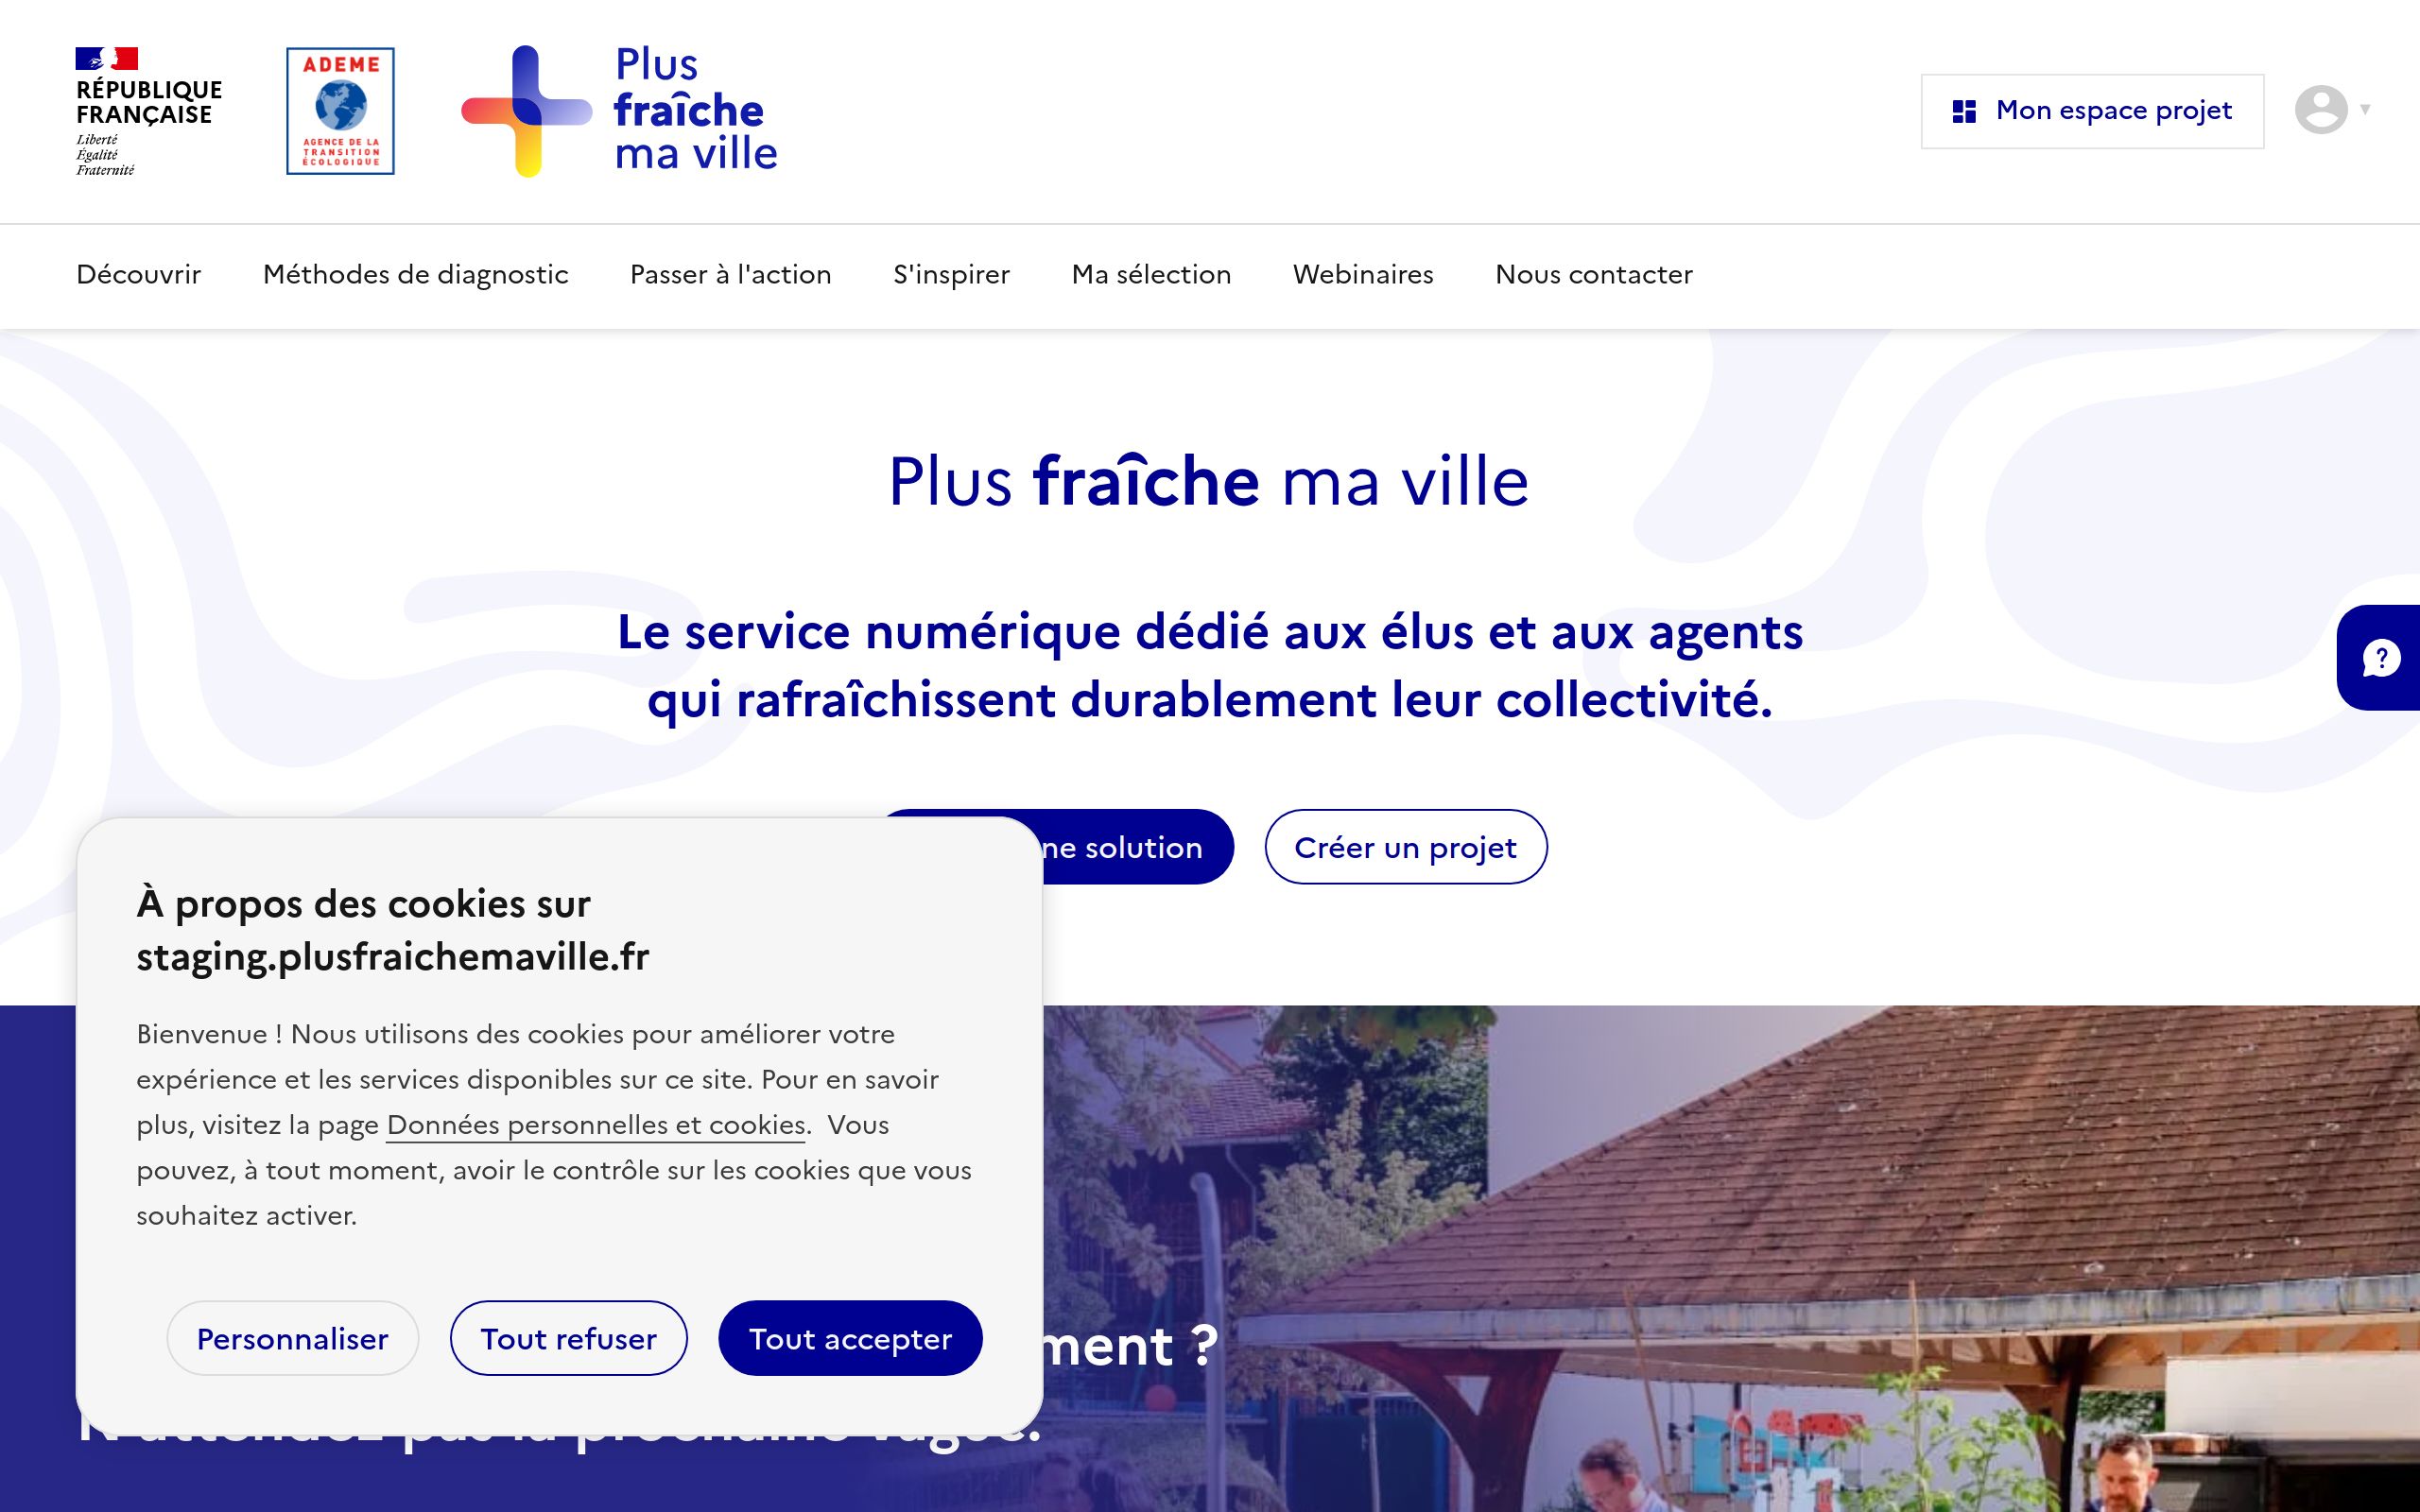 RÉPUBLIQUE
FRANÇAISE
Liberté
Égalité
Fraternité
ADEME
AGENCE DE LA
TRANSITION
ÉCOLOGIQUE
Plus
fraîche
ma ville
Mon espace projet
Découvrir
Méthodes de diagnostic
Passer à l'action
S'inspirer
Ma sélection
Webinaires
Nous contacter
Plus fraîche ma ville
Le service numérique dédié aux élus et aux agents
qui rafraîchissent durablement leur collectivité.
ne solution
Créer un projet
À propos des cookies sur
staging.plusfraichemaville.fr
Bienvenue ! Nous utilisons des cookies pour améliorer votre
expérience et les services disponibles sur ce site. Pour en savoir
plus, visitez la page Données personnelles et cookies. Vous
pouvez, à tout moment, avoir le contrôle sur les cookies que vous
souhaitez activer.
Personnaliser
Tout refuser
Tout accepter
ment ?